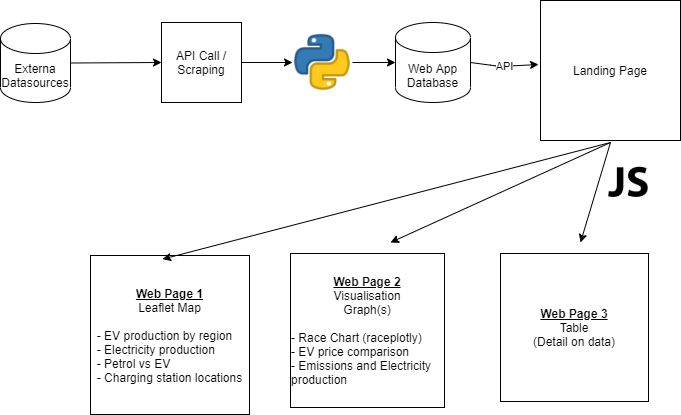 Externa
Datasources
API Call /
Scraping
Web App
Database
API
Landing Page
JS
Web Page 1
Leaflet Map
- EV production by region
- Electricity production
- Petrol vs EV
- Charging station locations
Web Page 2
Visualisation
Graph(s)
- Race Chart (raceplotly)
- EV price comparison
- Emissions and Electricity
production
Web Page 3
Table
(Detail on data)